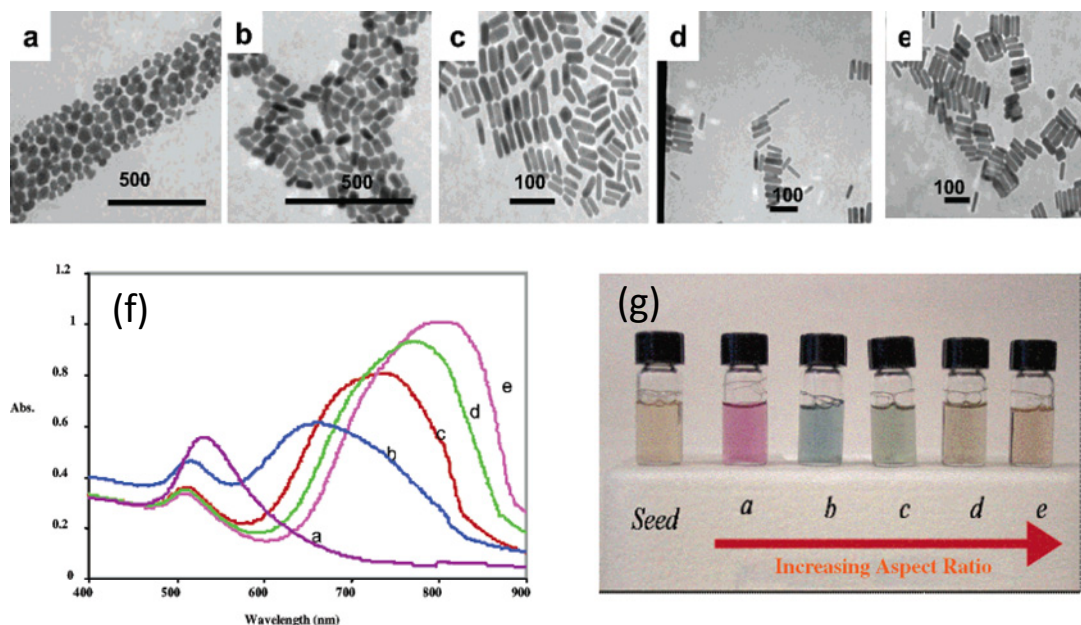 a
b
c
d
e
500
500
100
100
100
(f)
1.2
1
0.8
0.6
0.4
0.2
0
Abs.
e
d
c
b
a
400
500
600
700
800
900
Wavelength (nm)
(g)
Seed a b c d e
Increasing Aspect Ratio